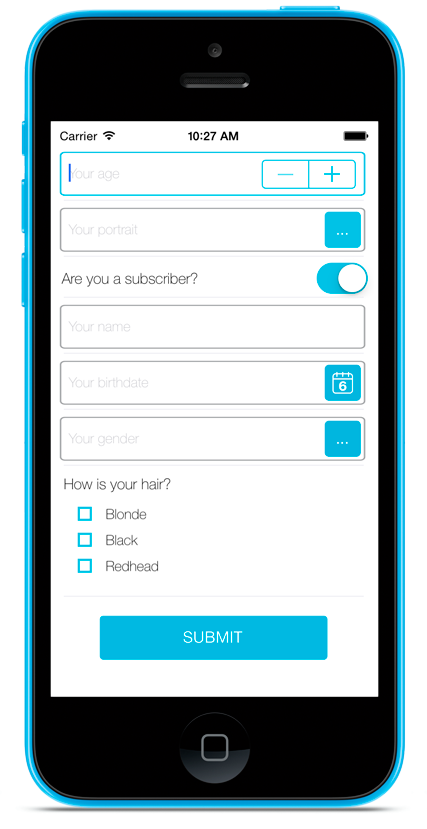 Carrier 10:27 AM
Your age
Your portrait
...
Are you a subscriber?
Your name
Your birthdate
6
Your gender
...
How is your hair?
Blonde
Black
Redhead
SUBMIT